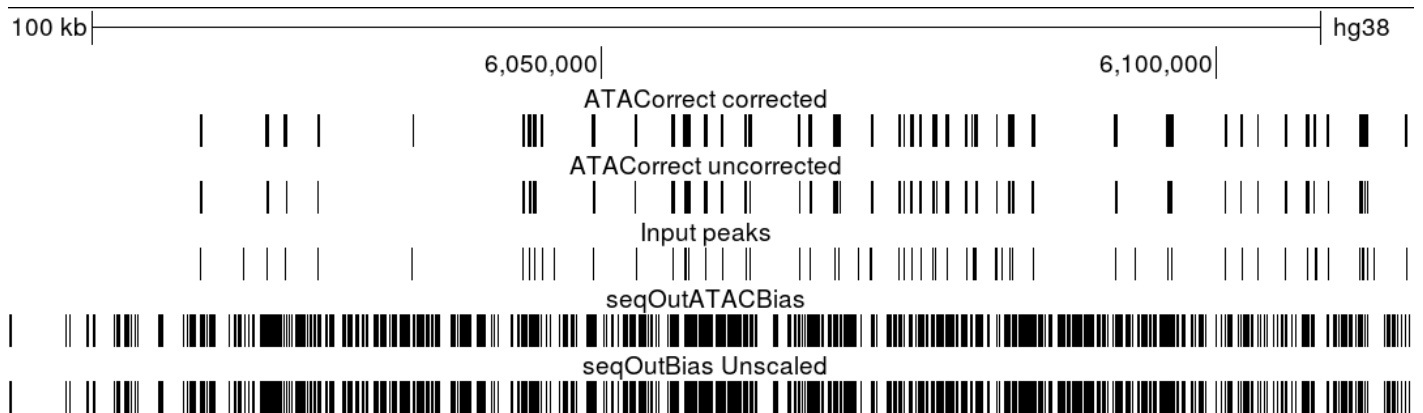 100 kb hg38
6,050,000 6,100,000
ATACorrect corrected
ATACorrect uncorrected
Input peaks
seqOutATACBias
seqOutBias Unscaled